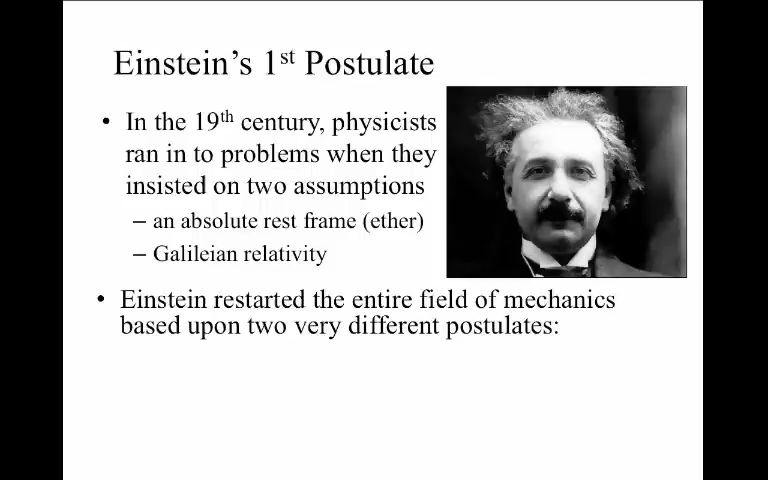 Einstein’s 1st Postulate
• In the 19th century, physicists
ran in to problems when they
insisted on two assumptions
– an absolute rest frame (ether)
– Galileian relativity
• Einstein restarted the entire field of mechanics
based upon two very different postulates: